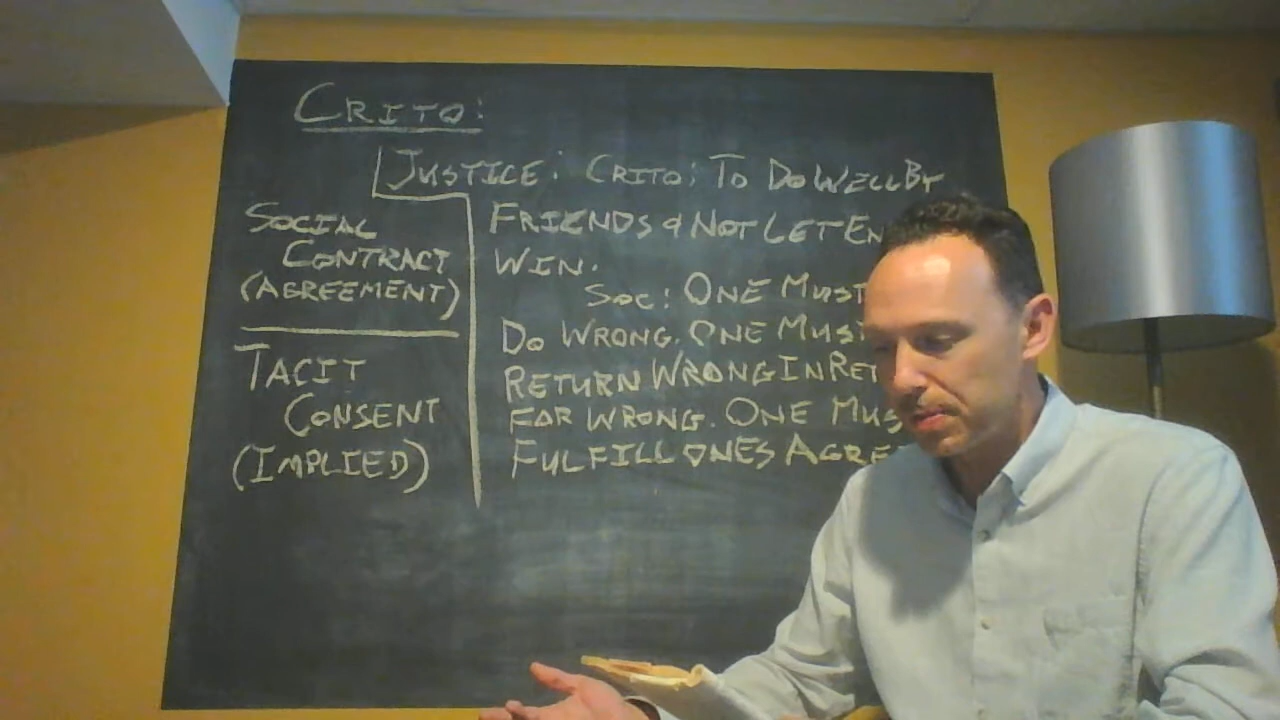 CRITO:
JUSTICE: CRITO: TO DO WELL BY
FRIENDS & NOT LET EN
WIN.
SOC: ONE MUST
DO WRONG. ONE MUST
RETURN WRONG IN RET
FOR WRONG. ONE MUS
FULFILL ONES AGRE
SOCIAL
CONTRACT
(AGREEMENT)
TACIT
CONSENT
(IMPLIED)